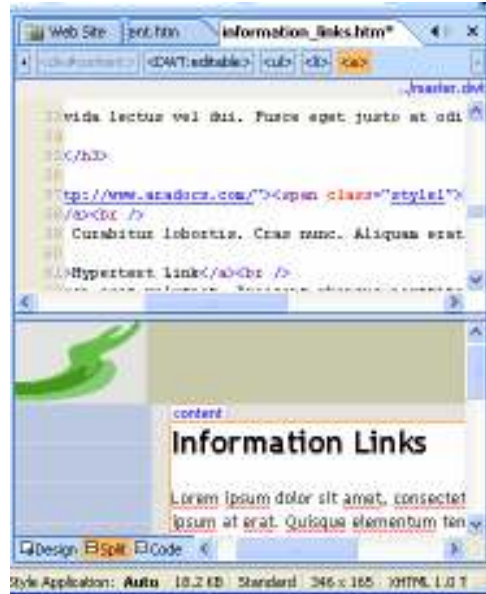 Web Site ent.htm information_links.htm*
<DWT:editable> <ul> <li> <a>
../master.dwt
vida lectus vel dui. Fusce eget justo at odi
</h3>
tp://www.aradocs.com/"><span class="style1">
/a><br />
Curabitur lobortis. Cras nunc. Aliquam erat
>Hypertext link</a><br />
content
Information Links
Lorem ipsum dolor sit amet, consectet
ipsum at erat. Quisque elementum ten
Design Split Code
Style Application: Auto 18.2 KB Standard 346 x 165 XHTML 1.0 T